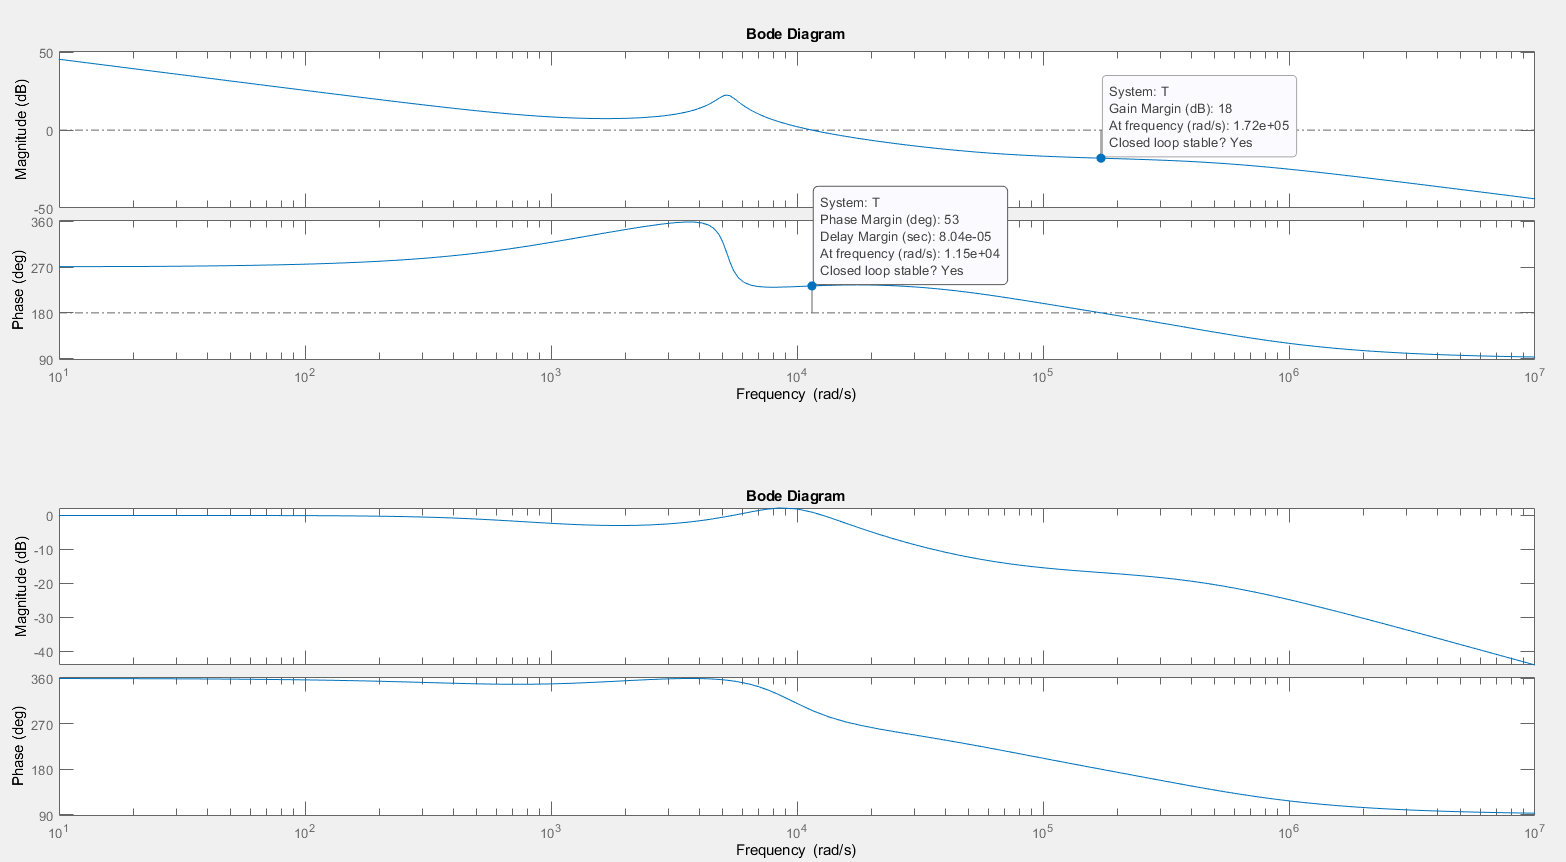 Bode Diagram
50
0
-50
Magnitude (dB)
System: T
Gain Margin (dB): 18
At frequency (rad/s): 1.72e+05
Closed loop stable? Yes
360
270
180
90
Phase (deg)
System: T
Phase Margin (deg): 53
Delay Margin (sec): 8.04e-05
At frequency (rad/s): 1.15e+04
Closed loop stable? Yes
10^1 10^2 10^3 10^4 10^5 10^6 10^7
Frequency (rad/s)
Bode Diagram
0
-10
-20
-30
-40
Magnitude (dB)
360
270
180
90
Phase (deg)
10^1 10^2 10^3 10^4 10^5 10^6 10^7
Frequency (rad/s)